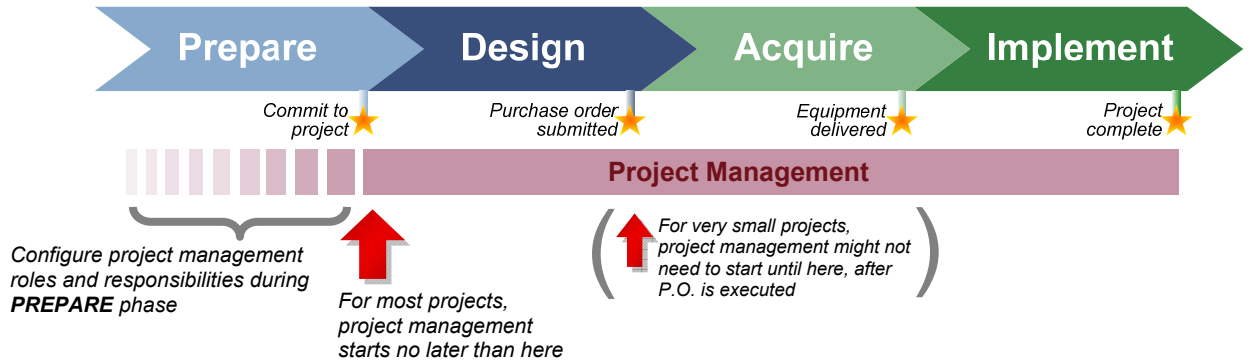 Prepare
Design
Acquire
Implement
Commit to
project
Purchase order
submitted
Equipment
delivered
Project
complete
Project Management
Configure project management
roles and responsibilities during
PREPARE phase
For most projects,
project management
starts no later than here
For very small projects,
project management might not
need to start until here, after
P.O. is executed